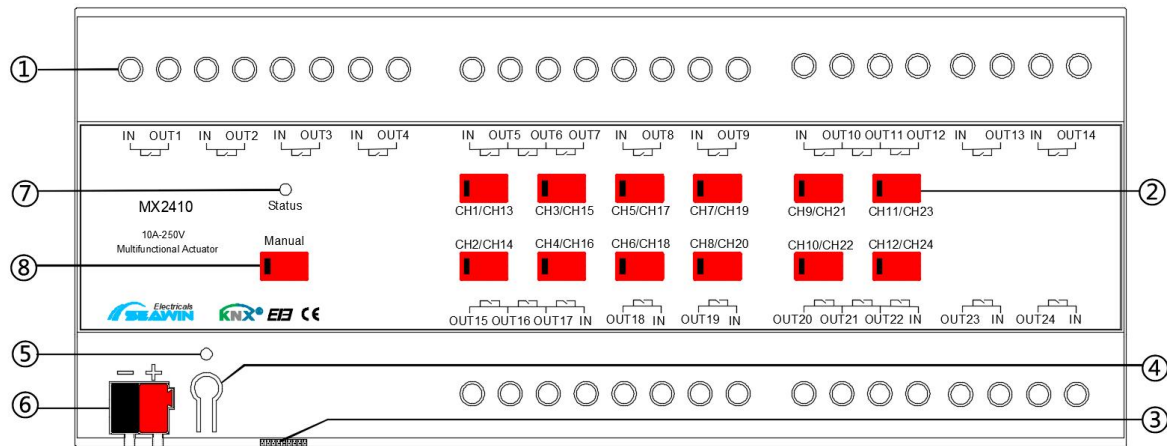 ①
IN OUT1 IN OUT2 IN OUT3 IN OUT4 IN OUT5 OUT6 OUT7 IN OUT8 IN OUT9 IN OUT10 OUT11 OUT12 IN OUT13 IN OUT14
⑦ ②
MX2410 Status
CH1/CH13 CH3/CH15 CH5/CH17 CH7/CH19 CH9/CH21 CH11/CH23
10A-250V
Multifunctional Actuator
Manual
CH2/CH14 CH4/CH16 CH6/CH18 CH8/CH20 CH10/CH22 CH12/CH24
⑧
Electricals
SEAWIN KNX® EIB CE
OUT15 OUT16 OUT17 IN OUT18 IN OUT19 IN OUT20 OUT21 OUT22 IN OUT23 IN OUT24 IN
⑤
④
− +
⑥
③